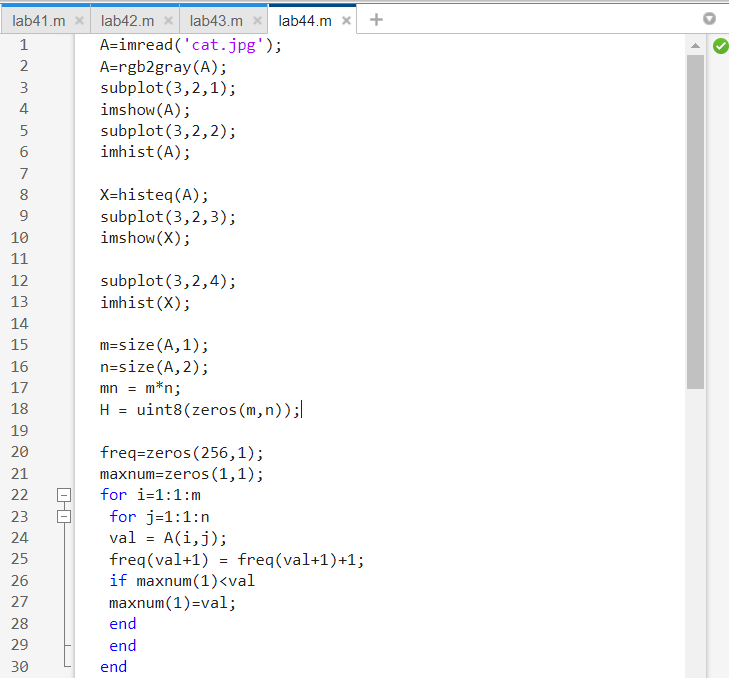 lab41.m × lab42.m × lab43.m × lab44.m × +
1 A=imread('cat.jpg');
2 A=rgb2gray(A);
3 subplot(3,2,1);
4 imshow(A);
5 subplot(3,2,2);
6 imhist(A);
7
8 X=histeq(A);
9 subplot(3,2,3);
10 imshow(X);
11
12 subplot(3,2,4);
13 imhist(X);
14
15 m=size(A,1);
16 n=size(A,2);
17 mn = m*n;
18 H = uint8(zeros(m,n));
19
20 freq=zeros(256,1);
21 maxnum=zeros(1,1);
22 for i=1:1:m
23 for j=1:1:n
24 val = A(i,j);
25 freq(val+1) = freq(val+1)+1;
26 if maxnum(1)<val
27 maxnum(1)=val;
28 end
29 end
30 end